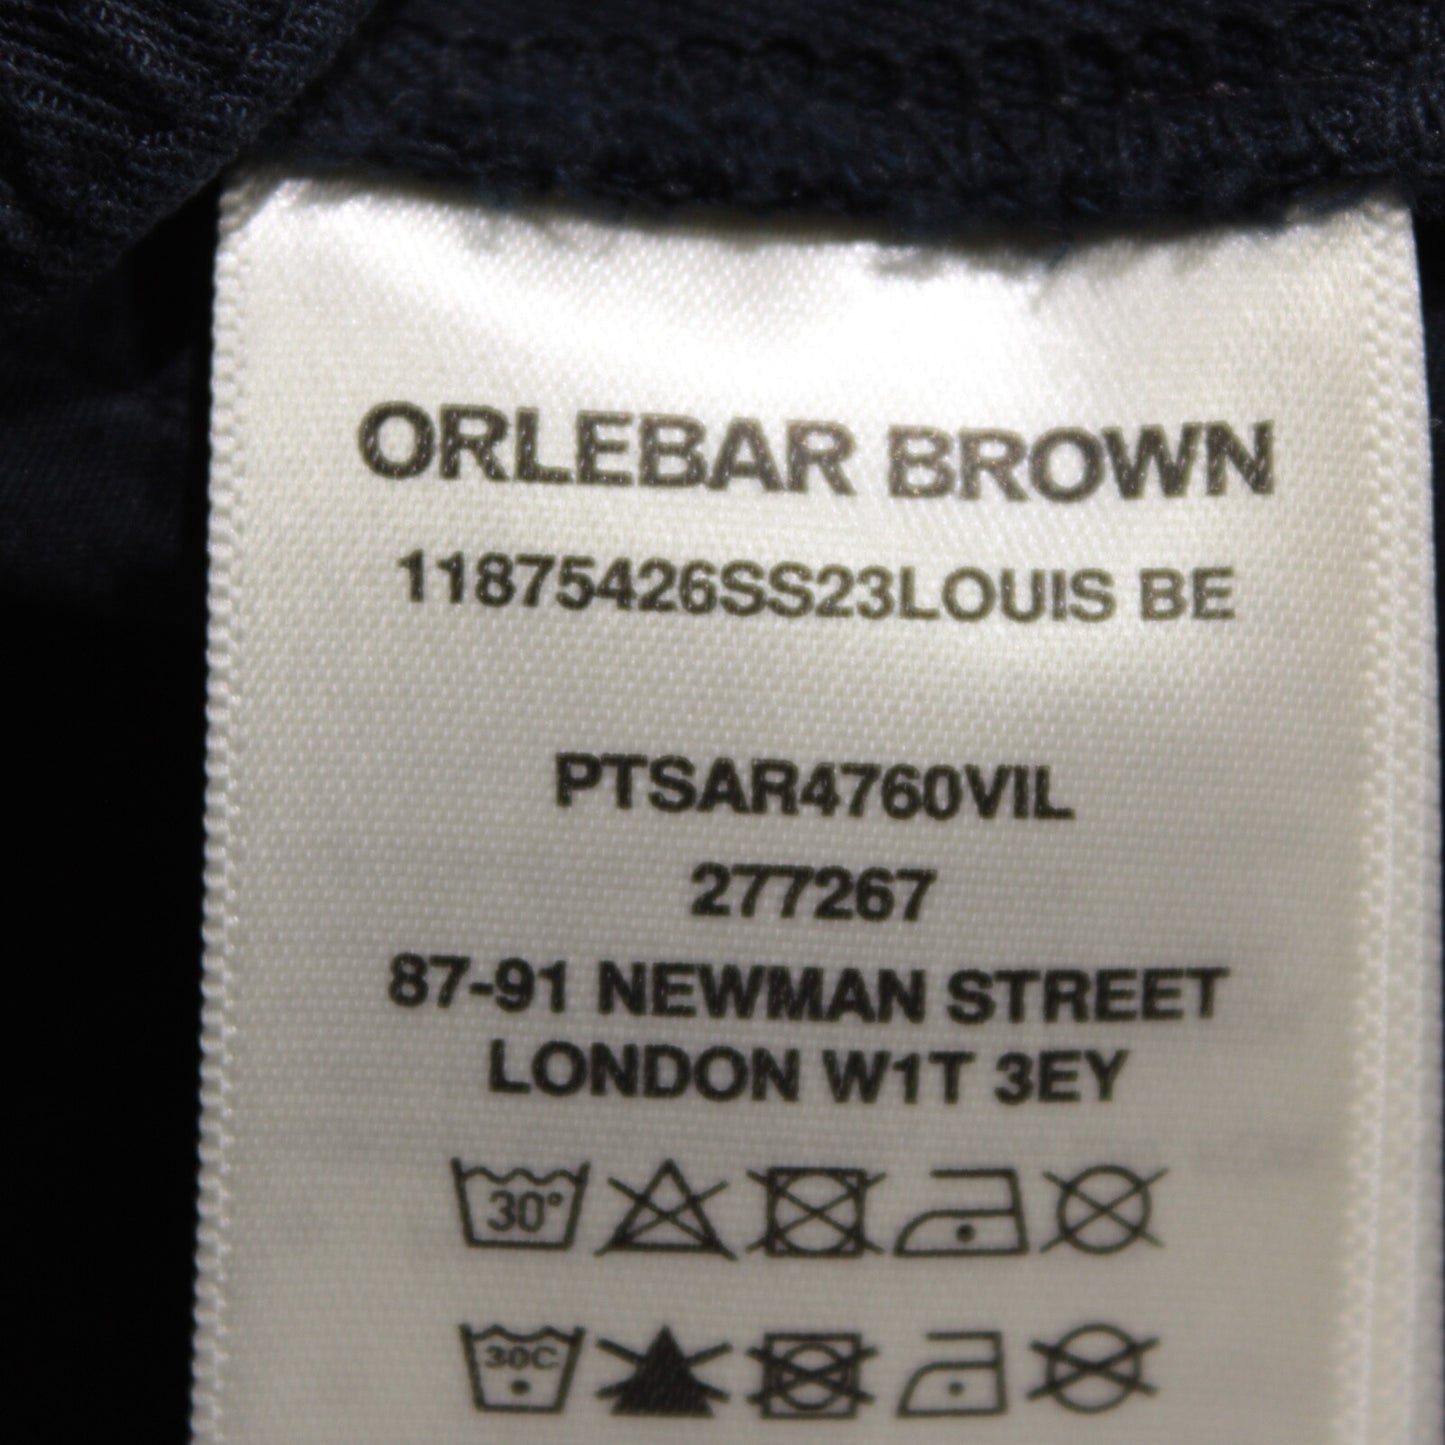 ORLEBAR BROWN
11875426SS23LOUIS BE
PTSAR4760VIL
277267
87-91 NEWMAN STREET
LONDON W1T 3EY
30°
30C